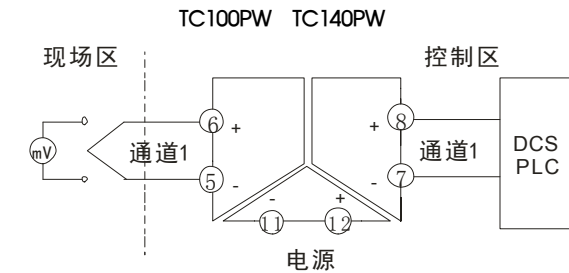 TC100PW TC140PW
现场区
控制区
mV
通道1
6
+
5
-
8
+
7
-
通道1
DCS
PLC
-
+
11
12
电源